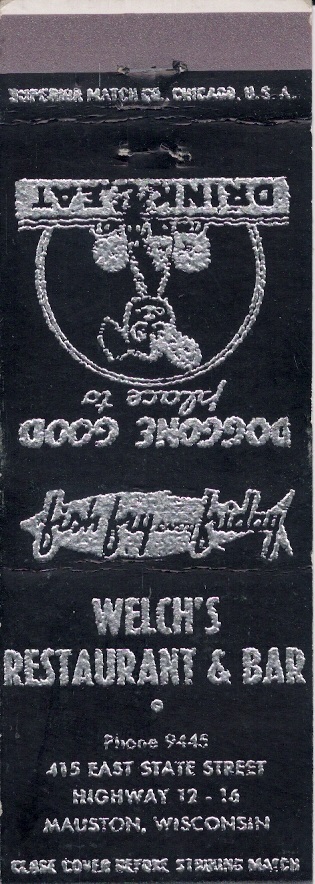 SUPERIOR MATCH CO., CHICAGO, U.S.A.
DOGGONE GOOD
place to
DRINK & EAT
fish fry every friday
WELCH'S
RESTAURANT & BAR
Phone 9445
415 EAST STATE STREET
HIGHWAY 12 - 16
MAUSTON, WISCONSIN
CLOSE COVER BEFORE STRIKING MATCH